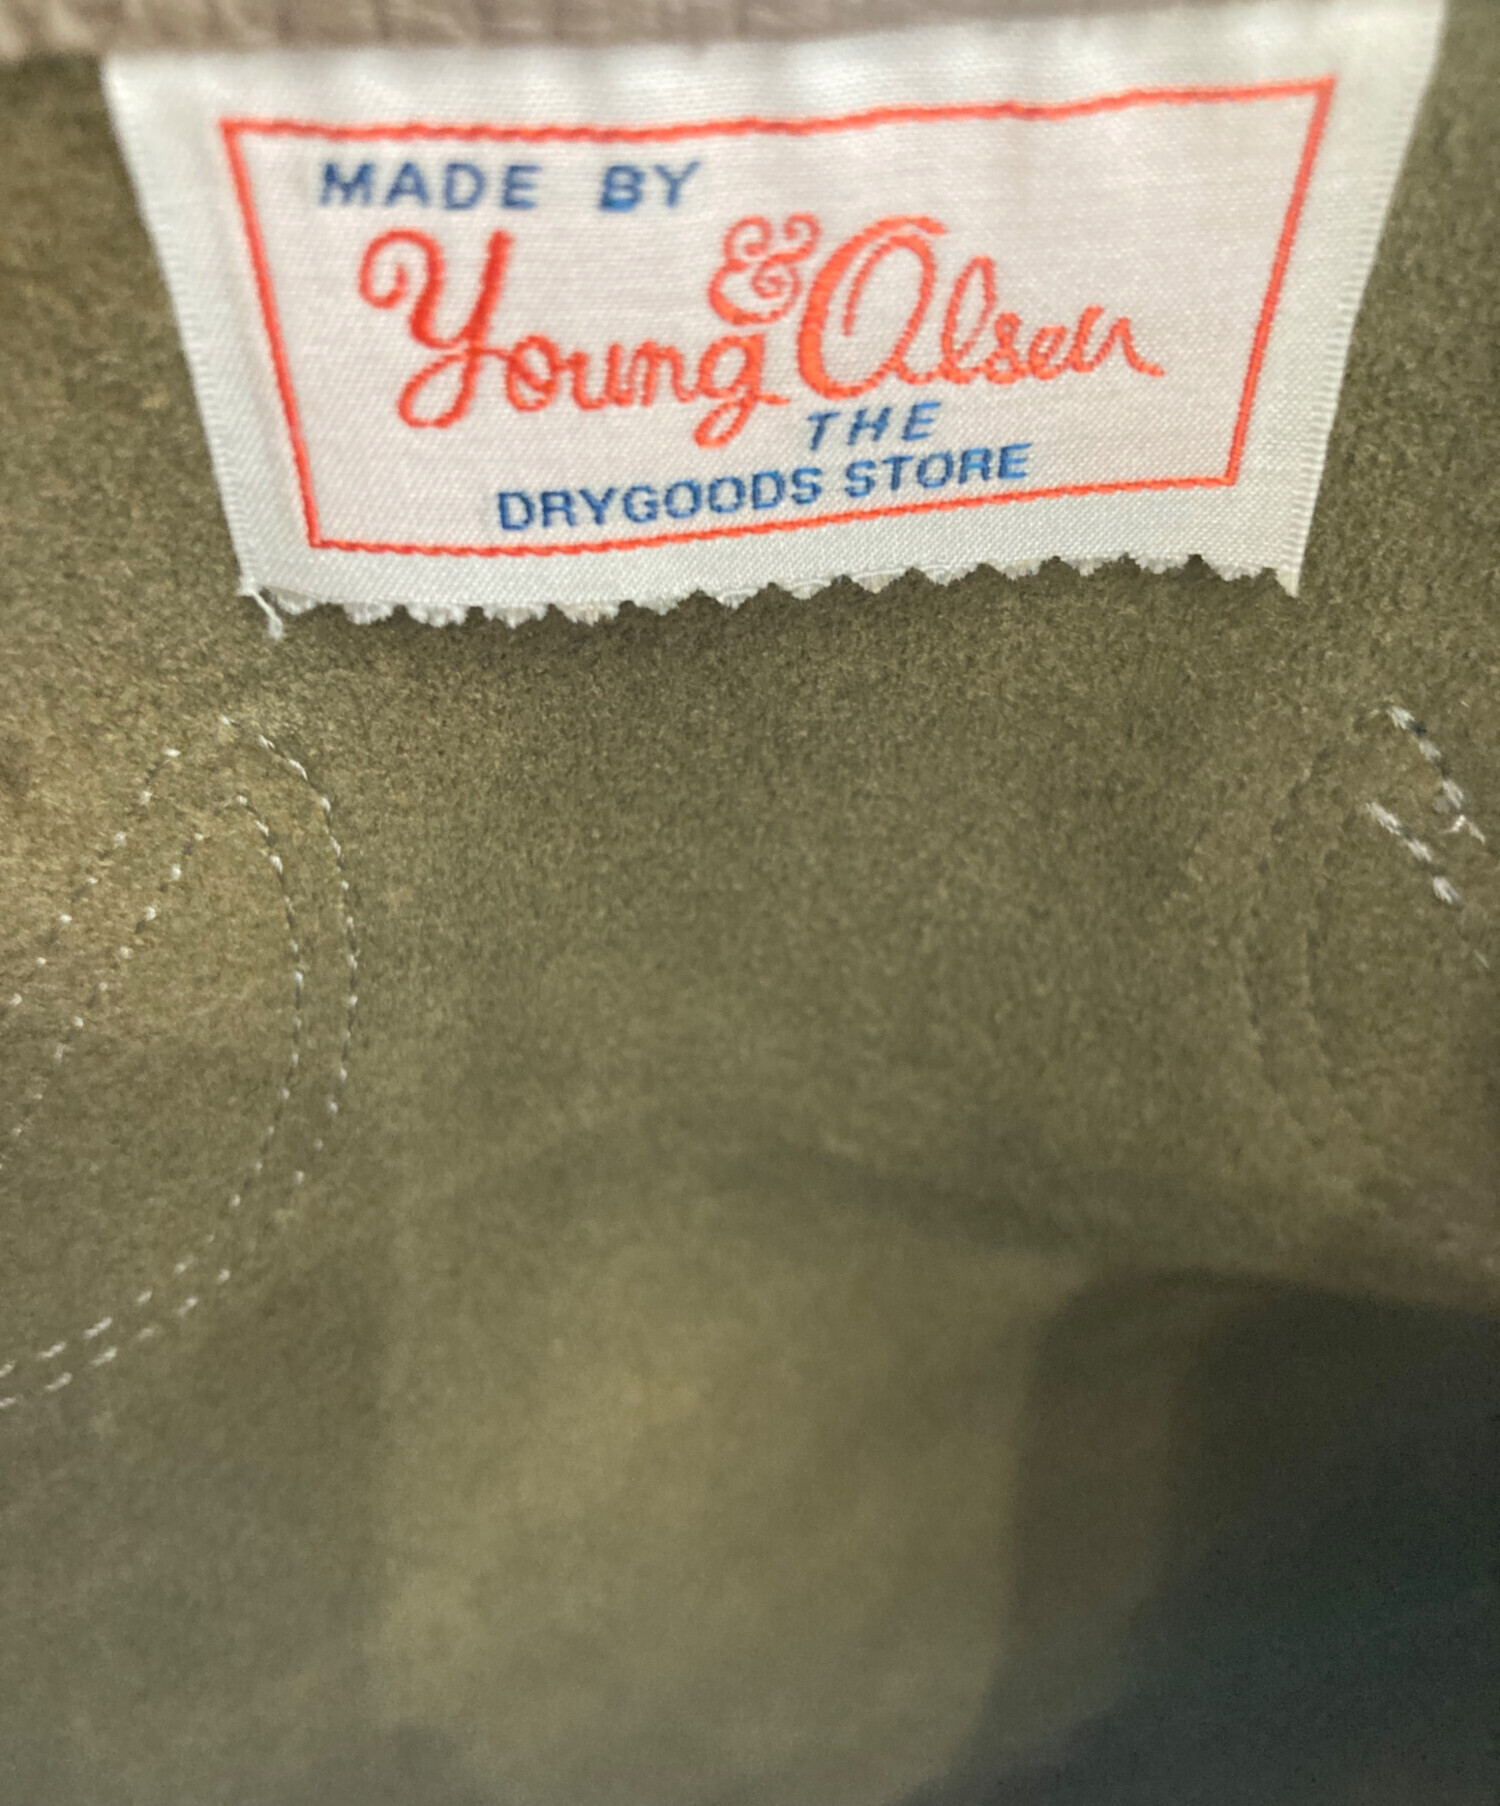 MADE BY
Young & Olsen
THE
DRYGOODS STORE